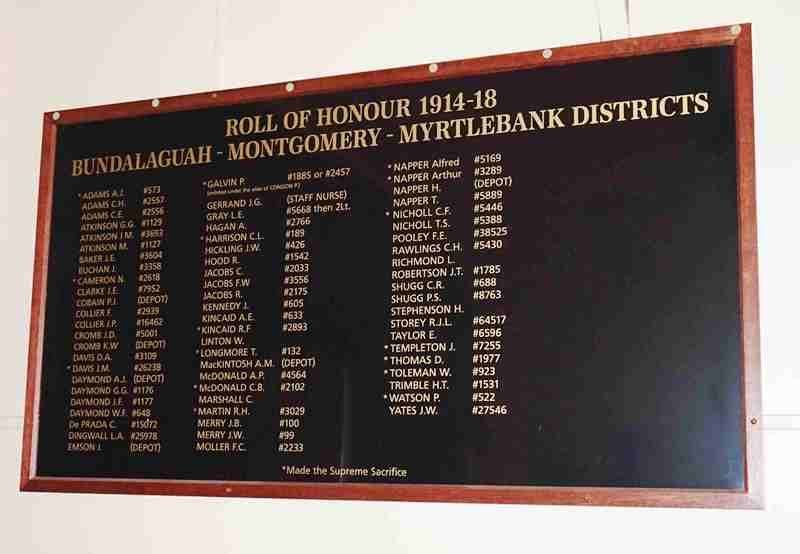 ROLL OF HONOUR 1914-18
BUNDALAGUAH - MONTGOMERY - MYRTLEBANK DISTRICTS
*ADAMS A.J. #573
ADAMS C.H. #2557
ADAMS C.E. #2556
ATKINSON G.G. #1129
ATKINSON J.M. #3693
ATKINSON M. #1127
BAKER J.E. #3604
BUCHAN J. #3358
*CAMERON N. #2618
CLARKE J.E. #7952
COBAIN P.J. (DEPOT)
COLLIER F. #2939
COLLIER J.P. #16462
CROMB J.D. #5001
CROMB K.W (DEPOT)
DAVIS D.A. #3109
*DAVIS J.M. #2623B
DAYMOND A.J. (DEPOT)
DAYMOND G.G. #1176
DAYMOND J.F. #1177
DAYMOND W.F. #648
De PRADA C. #15072
DINGWALL L.A. #25978
EMSON J. (DEPOT)
*GALVIN P. #1885 or #2457
(enlisted under the alias of CONDON P.)
GERRAND J.G. (STAFF NURSE)
GRAY L.E. #5668 then 2Lt.
HAGAN A. #2766
*HARRISON C.L. #189
HICKLING J.W. #426
HOOD R. #1542
JACOBS C. #2033
JACOBS F.W #3556
JACOBS R. #2175
KENNEDY J. #605
KINCAID A.E. #633
*KINCAID R.F #2893
LINTON W.
*LONGMORE T. #132
MacKINTOSH A.M. (DEPOT)
McDONALD A.P. #4564
*McDONALD C.B. #2102
MARSHALL C.
*MARTIN R.H. #3029
MERRY J.B. #100
MERRY J.W. #99
MOLLER F.C. #2233
*NAPPER Alfred #5169
*NAPPER Arthur #3289
NAPPER H. (DEPOT)
NAPPER T. #5889
*NICHOLL C.F. #5446
NICHOLL T.S. #5388
POOLEY F.E. #38525
RAWLINGS C.H. #5430
RICHMOND L.
ROBERTSON J.T. #1785
SHUGG C.R. #688
SHUGG P.S. #8763
STEPHENSON H.
STOREY R.J.L. #64517
TAYLOR E. #6596
*TEMPLETON J. #7255
*THOMAS D. #1977
*TOLEMAN W. #923
TRIMBLE H.T. #1531
*WATSON P. #522
YATES J.W. #27546
*Made the Supreme Sacrifice